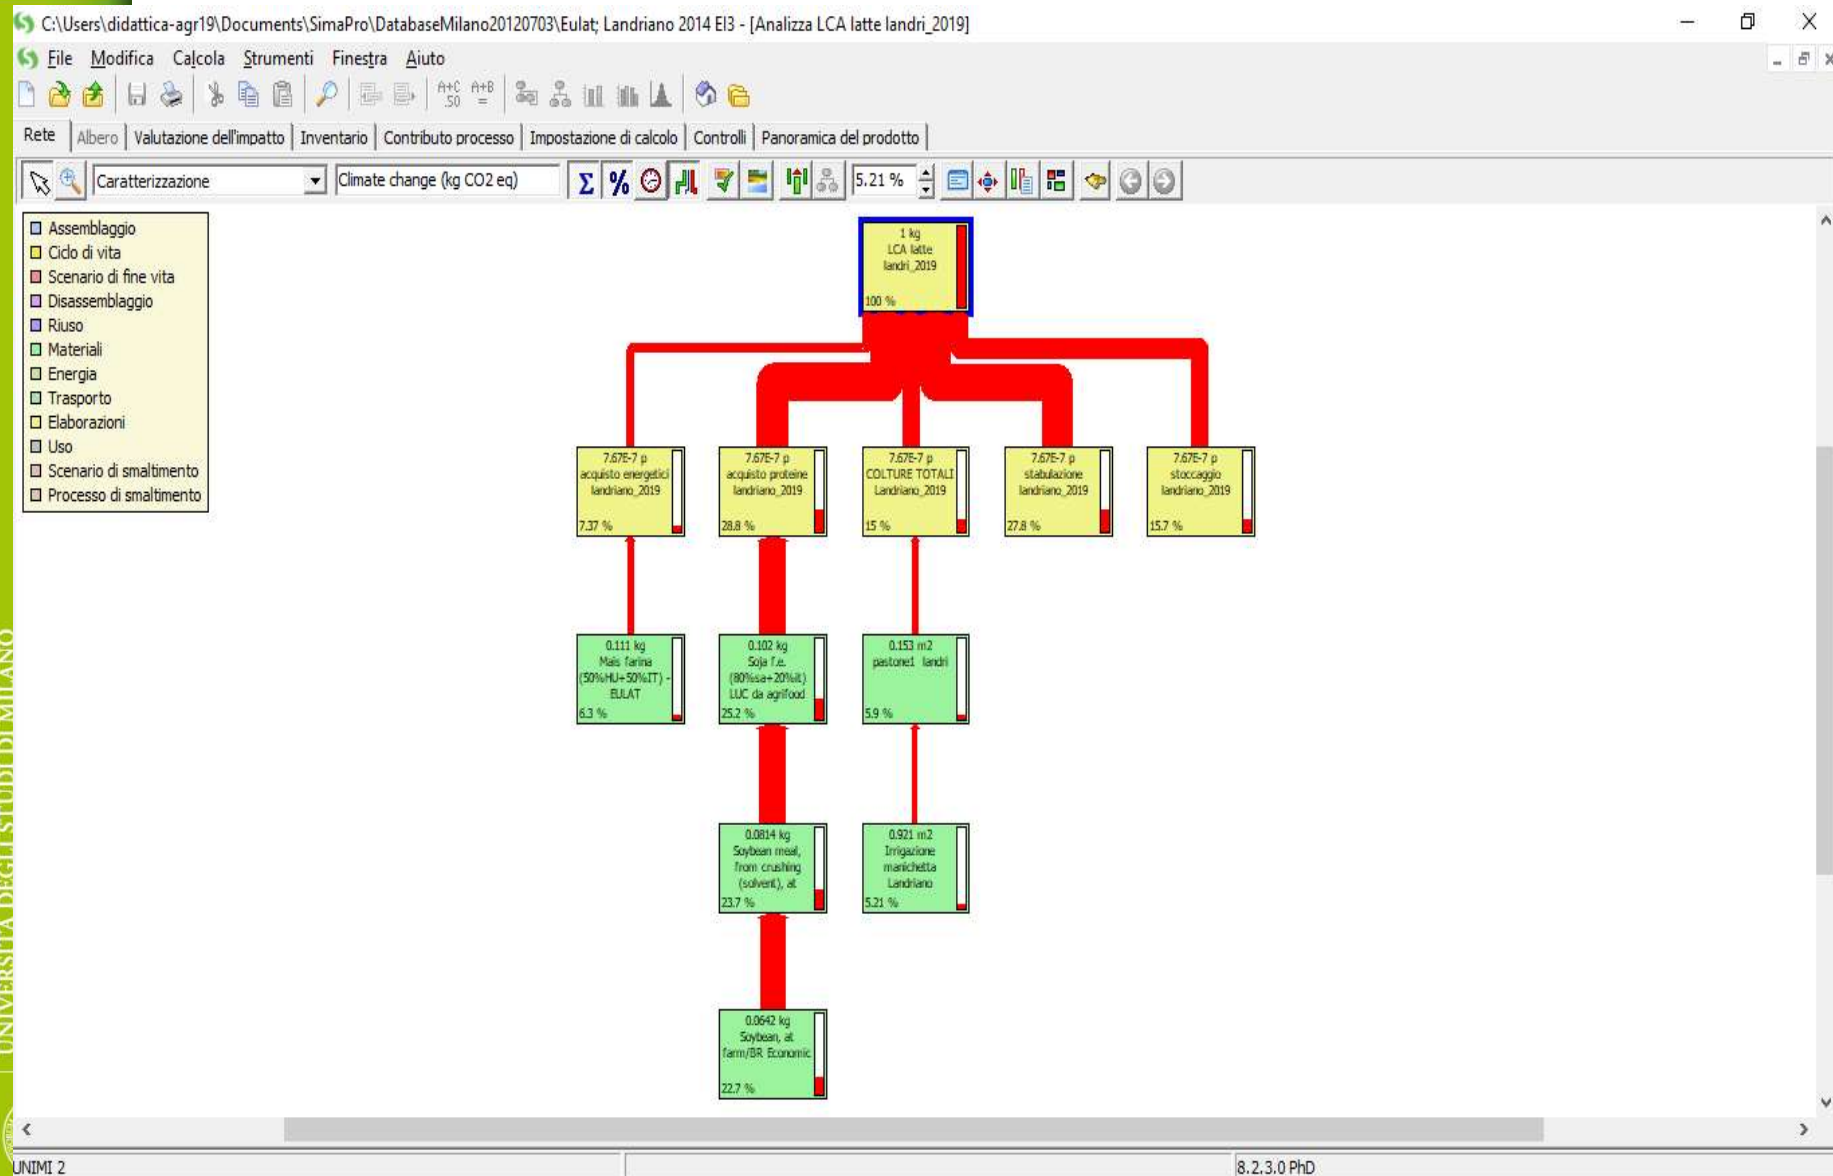 C:\Users\didattica-agr19\Documents\SimaPro\DatabaseMilano20120703\Eulat; Landriano 2014 EI3 - [Analizza LCA latte landri_2019]
File Modifica Calcola Strumenti Finestra Aiuto
A+C
50
A+B
=
Rete Albero Valutazione dell'impatto Inventario Contributo processo Impostazione di calcolo Controlli Panoramica del prodotto
Caratterizzazione Climate change (kg CO2 eq) Σ % 5.21 %
Assemblaggio
Ciclo di vita
Scenario di fine vita
Disassemblaggio
Riuso
Materiali
Energia
Trasporto
Elaborazioni
Uso
Scenario di smaltimento
Processo di smaltimento
1 kg
LCA latte
landri_2019
100 %
7.67E-7 p
acquisto energetici
landriano_2019
7.37 %
7.67E-7 p
acquisto proteine
landriano_2019
28.8 %
7.67E-7 p
COLTURE TOTALI
Landriano_2019
15 %
7.67E-7 p
stabulazione
landriano_2019
27.8 %
7.67E-7 p
stoccaggio
landriano_2019
15.7 %
0.111 kg
Mais farina
(50%HU+50%IT) -
EULAT
6.3 %
0.102 kg
Soja f.e.
(80%sa+20%it)
LUC da agrifood
25.2 %
0.153 m2
pastone1 landri
5.9 %
0.0814 kg
Soybean meal,
from crushing
(solvent), at
23.7 %
0.921 m2
Irrigazione
manichetta
Landriano
5.21 %
0.0642 kg
Soybean, at
farm/BR Economic
22.7 %
UNIVERSITÀ DEGLI STUDI DI MILANO
UNIMI 2
8.2.3.0 PhD